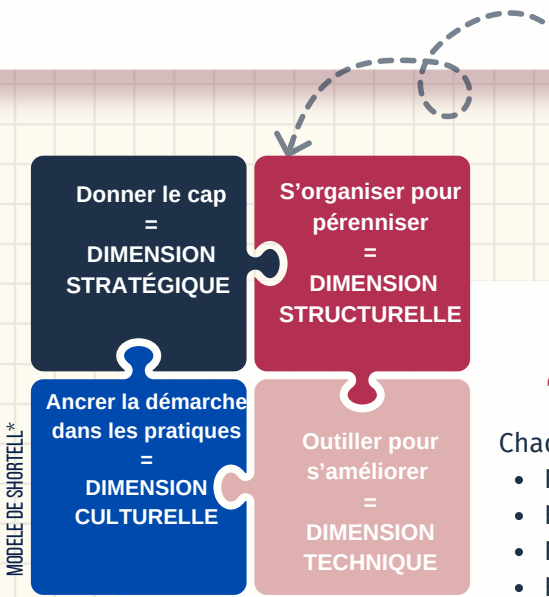 Donner le cap
=
DIMENSION
STRATÉGIQUE
S’organiser pour
pérenniser
=
DIMENSION
STRUCTURELLE
Ancrer la démarche
dans les pratiques
=
DIMENSION
CULTURELLE
Outiller pour
s’améliorer
=
DIMENSION
TECHNIQUE
MODELE DE SHORTELL*